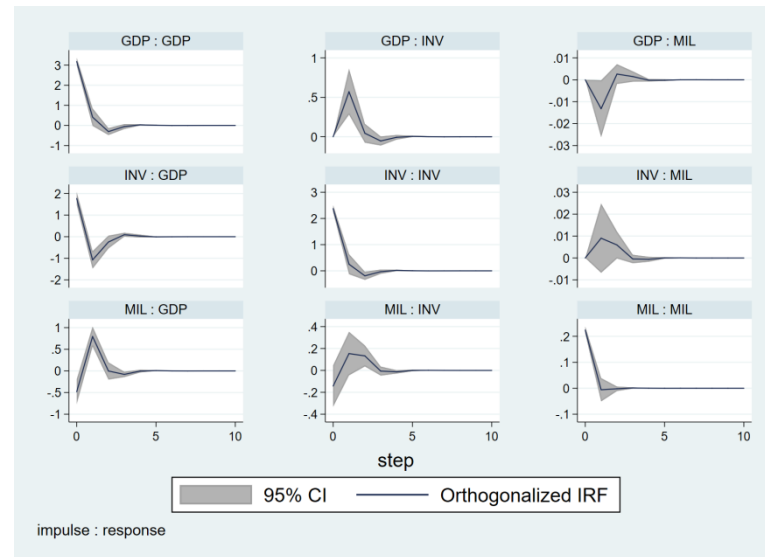 GDP : GDP
GDP : INV
GDP : MIL
3
2
1
0
-1
1
.5
0
.01
0
-.01
-.02
-.03
INV : GDP
INV : INV
INV : MIL
2
1
0
-1
-2
3
2
1
0
.03
.02
.01
0
-.01
MIL : GDP
MIL : INV
MIL : MIL
1
.5
0
-.5
-1
.4
.2
0
-.2
-.4
.2
.1
0
-.1
0 5 10
0 5 10
0 5 10
step
95% CI
Orthogonalized IRF
impulse : response